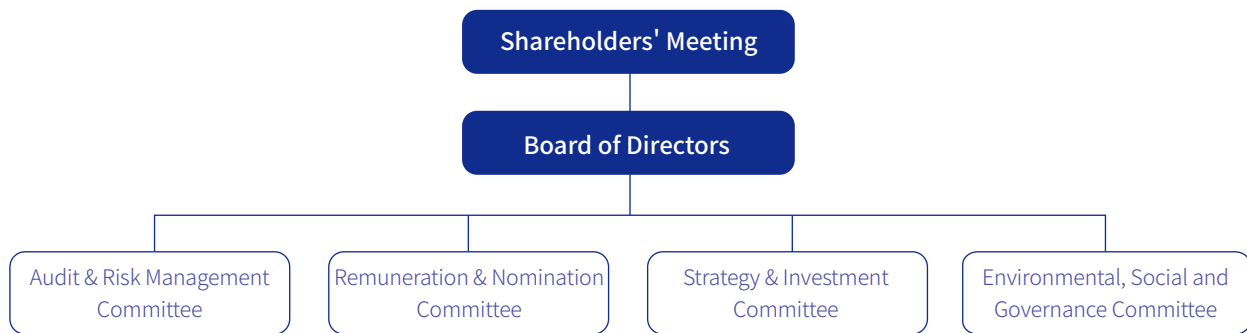 Shareholders' Meeting
Board of Directors
Audit & Risk Management
Committee
Remuneration & Nomination
Committee
Strategy & Investment
Committee
Environmental, Social and
Governance Committee